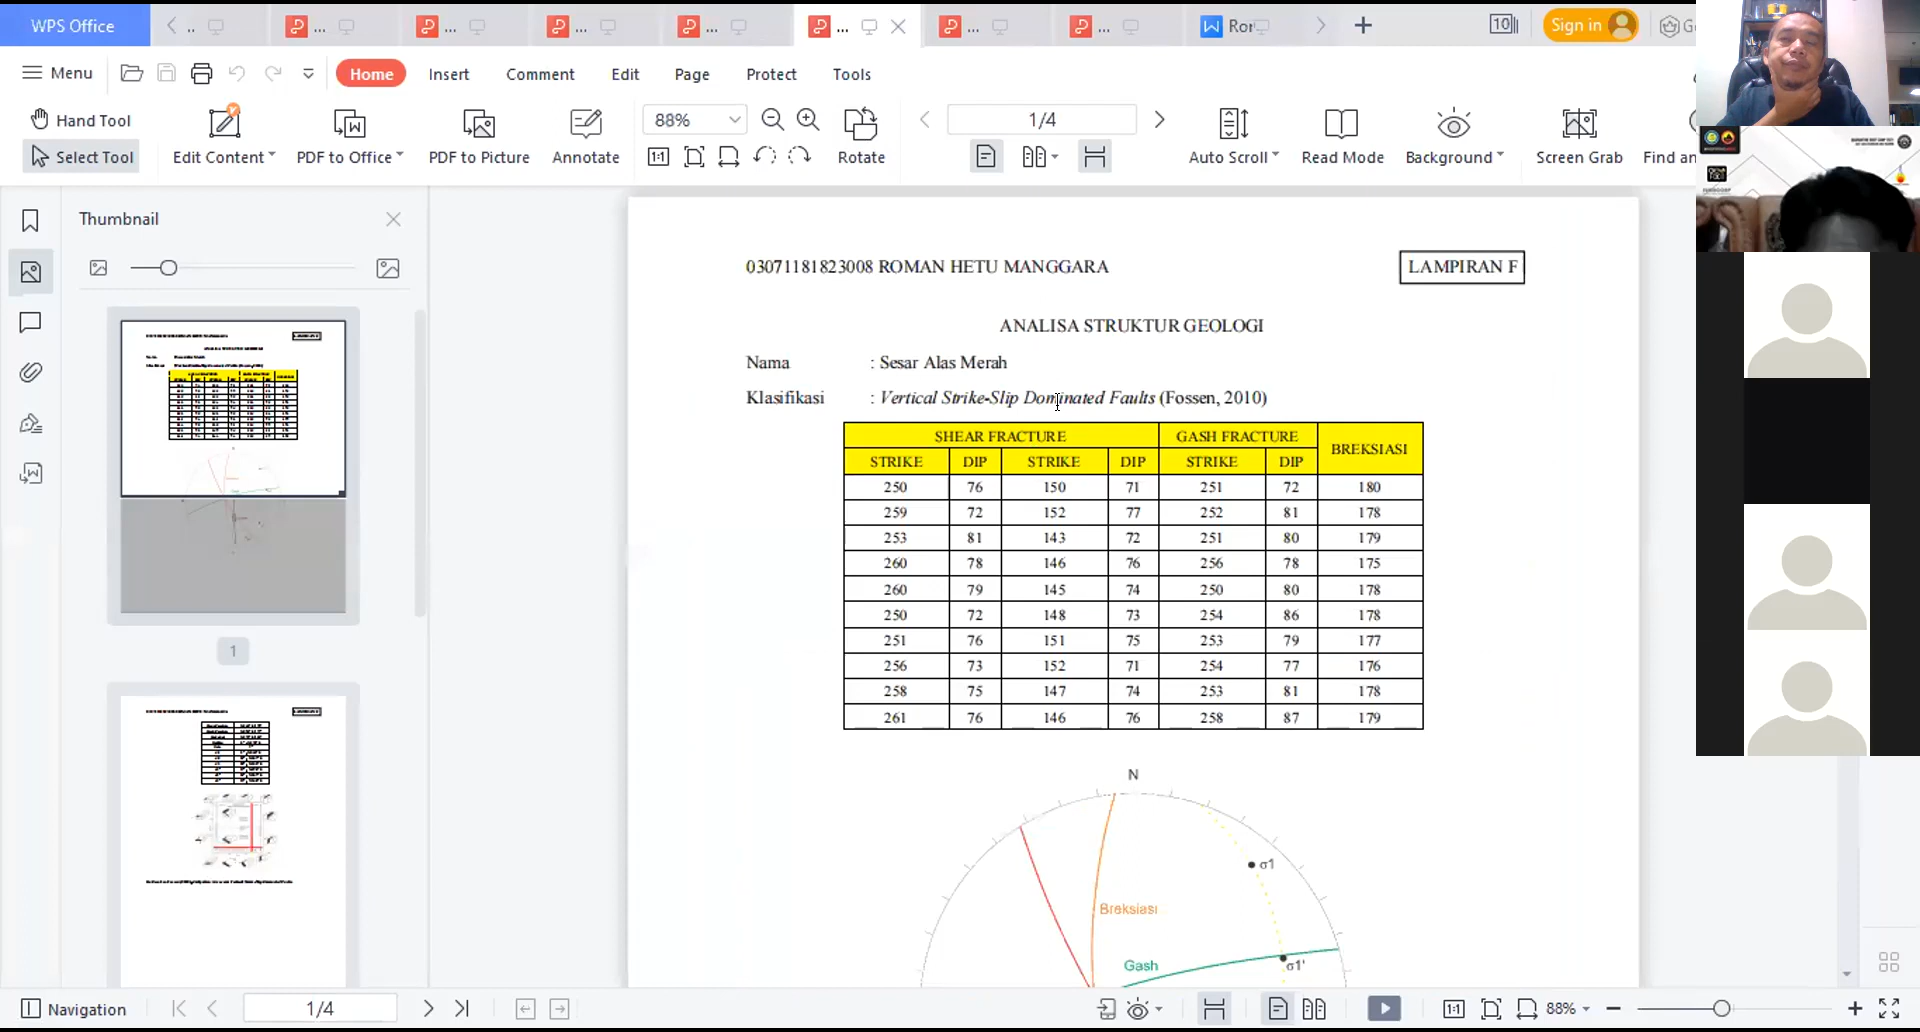 WPS Office
..
...
...
...
...
...
...
...
Ror
10
Sign in
Menu
Home
Insert
Comment
Edit
Page
Protect
Tools
Hand Tool
Select Tool
Edit Content
PDF to Office
PDF to Picture
Annotate
88%
1:1
Rotate
1/4
Auto Scroll
Read Mode
Background
Screen Grab
Find an
Thumbnail
1
03071181823008 ROMAN HETU MANGGARA
LAMPIRAN F
ANALISA STRUKTUR GEOLOGI
Nama : Sesar Alas Merah
Klasifikasi : Vertical Strike-Slip Dominated Faults (Fossen, 2010)
SHEAR FRACTURE GASH FRACTURE BREKSIASI
STRIKE DIP STRIKE DIP STRIKE DIP
250 76 150 71 251 72 180
259 72 152 77 252 81 178
253 81 143 72 251 80 179
260 78 146 76 256 78 175
260 79 145 74 250 80 178
250 72 148 73 254 86 178
251 76 151 75 253 79 177
256 73 152 71 254 77 176
258 75 147 74 253 81 178
261 76 146 76 258 87 179
N
σ1
Breksiasi
Gash
σ1'
Navigation
1/4
1:1
88%